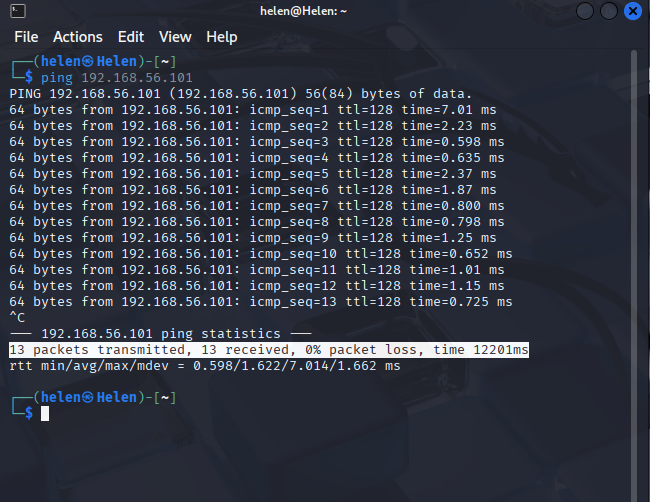 helen@Helen: ~
File Actions Edit View Help
┌──(helen㉿Helen)-[~]
└─$ ping 192.168.56.101
PING 192.168.56.101 (192.168.56.101) 56(84) bytes of data.
64 bytes from 192.168.56.101: icmp_seq=1 ttl=128 time=7.01 ms
64 bytes from 192.168.56.101: icmp_seq=2 ttl=128 time=2.23 ms
64 bytes from 192.168.56.101: icmp_seq=3 ttl=128 time=0.598 ms
64 bytes from 192.168.56.101: icmp_seq=4 ttl=128 time=0.635 ms
64 bytes from 192.168.56.101: icmp_seq=5 ttl=128 time=2.37 ms
64 bytes from 192.168.56.101: icmp_seq=6 ttl=128 time=1.87 ms
64 bytes from 192.168.56.101: icmp_seq=7 ttl=128 time=0.800 ms
64 bytes from 192.168.56.101: icmp_seq=8 ttl=128 time=0.798 ms
64 bytes from 192.168.56.101: icmp_seq=9 ttl=128 time=1.25 ms
64 bytes from 192.168.56.101: icmp_seq=10 ttl=128 time=0.652 ms
64 bytes from 192.168.56.101: icmp_seq=11 ttl=128 time=1.01 ms
64 bytes from 192.168.56.101: icmp_seq=12 ttl=128 time=1.15 ms
64 bytes from 192.168.56.101: icmp_seq=13 ttl=128 time=0.725 ms
^C
--- 192.168.56.101 ping statistics ---
13 packets transmitted, 13 received, 0% packet loss, time 12201ms
rtt min/avg/max/mdev = 0.598/1.622/7.014/1.662 ms
┌──(helen㉿Helen)-[~]
└─$